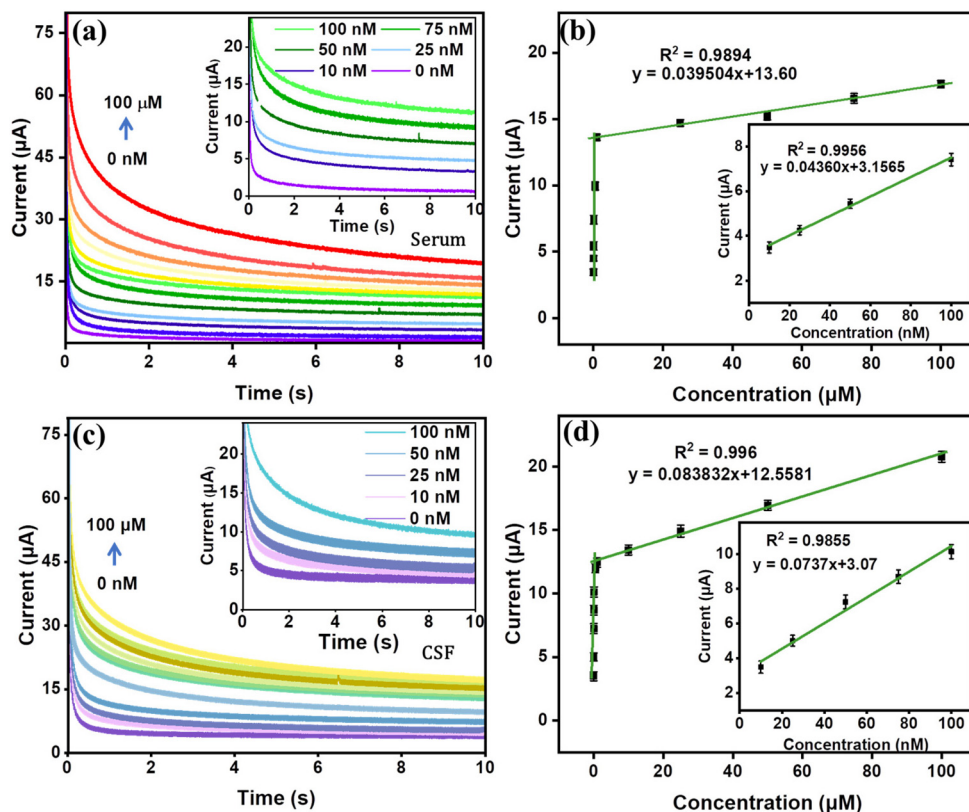 (a)
100 nM 75 nM
50 nM 25 nM
10 nM 0 nM
100 μM
0 nM
Serum
Current (μA)
75
60
45
30
15
0 2 4 6 8 10
Time (s)
Current (μA)
20
15
10
5
0
0 2 4 6 8 10
Time (s)
(b)
R² = 0.9894
y = 0.039504x+13.60
Current (μA)
20
15
10
5
0
0 20 40 60 80 100
Concentration (μM)
R² = 0.9956
y = 0.04360x+3.1565
Current (μA)
8
6
4
2
0 20 40 60 80 100
Concentration (nM)
(c)
100 nM
50 nM
25 nM
10 nM
0 nM
100 μM
0 nM
CSF
Current (μA)
75
60
45
30
15
0
0 2 4 6 8 10
Time (s)
Current (μA)
20
15
10
5
0
0 2 4 6 8 10
Time (s)
(d)
R² = 0.996
y = 0.083832x+12.5581
Current (μA)
20
15
10
5
0
0 20 40 60 80 100
Concentration (μM)
R² = 0.9855
y = 0.0737x+3.07
Current (μA)
10
8
6
4
2
0 20 40 60 80 100
Concentration (nM)